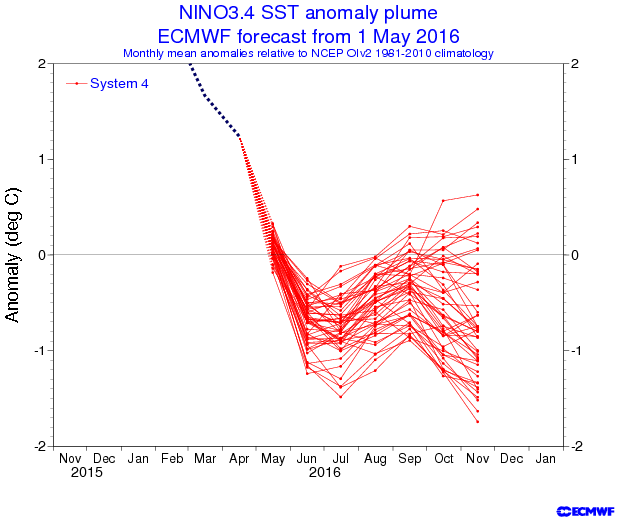 NINO3.4 SST anomaly plume
ECMWF forecast from 1 May 2016
Monthly mean anomalies relative to NCEP OIv2 1981-2010 climatology
System 4
Anomaly (deg C)
2 2
1 1
0 0
-1 -1
-2 -2
Nov Dec Jan Feb Mar Apr May Jun Jul Aug Sep Oct Nov Dec Jan
2015 2016
ECMWF